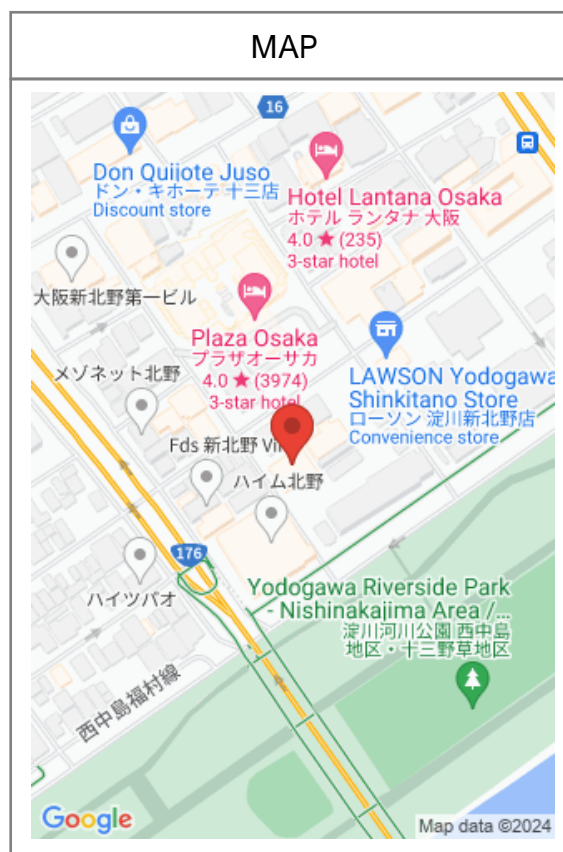 MAP
16
Don Quijote Juso
ドン・キホーテ 十三店
Discount store
Hotel Lantana Osaka
ホテル ランタナ 大阪
4.0 ★ (235)
3-star hotel
大阪新北野第一ビル
Plaza Osaka
プラザオーサカ
4.0 ★ (3974)
3-star hotel
メゾネット北野
LAWSON Yodogawa
Shinkitano Store
ローソン 淀川新北野店
Convenience store
Fds 新北野
ハイム北野
176
ハイツパオ
Yodogawa Riverside Park
- Nishinakajima Area /...
淀川河川公園 西中島
地区・十三野草地区
西中島福村線
Google
Map data ©2024